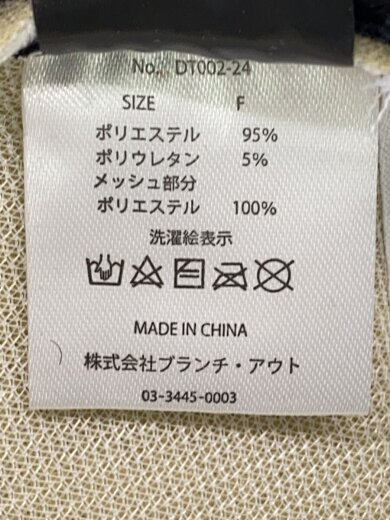 No. DT002-24
SIZE F
ポリエステル 95%
ポリウレタン 5%
メッシュ部分
ポリエステル 100%
洗濯絵表示
MADE IN CHINA
株式会社ブランチ・アウト
03-3445-0003